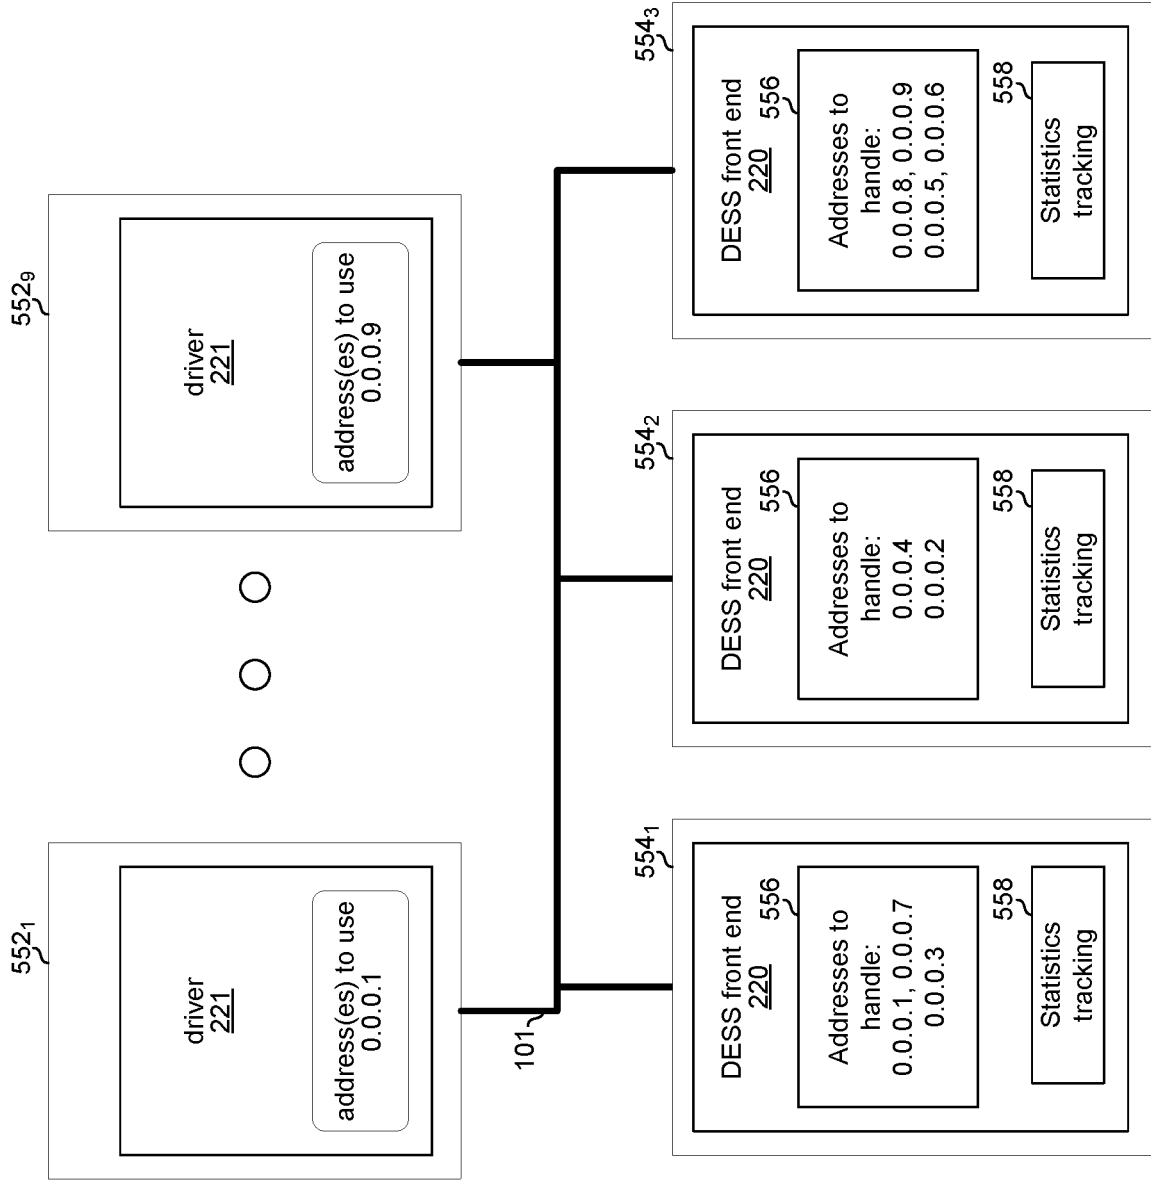 552₁
driver
221
address(es) to use
0.0.0.1
552₉
driver
221
address(es) to use
0.0.0.9
101
554₁
DESS front end
220
556
Addresses to
handle:
0.0.0.1, 0.0.0.7
0.0.0.3
558
Statistics
tracking
554₂
DESS front end
220
556
Addresses to
handle:
0.0.0.4
0.0.0.2
558
Statistics
tracking
554₃
DESS front end
220
556
Addresses to
handle:
0.0.0.8, 0.0.0.9
0.0.0.5, 0.0.0.6
558
Statistics
tracking